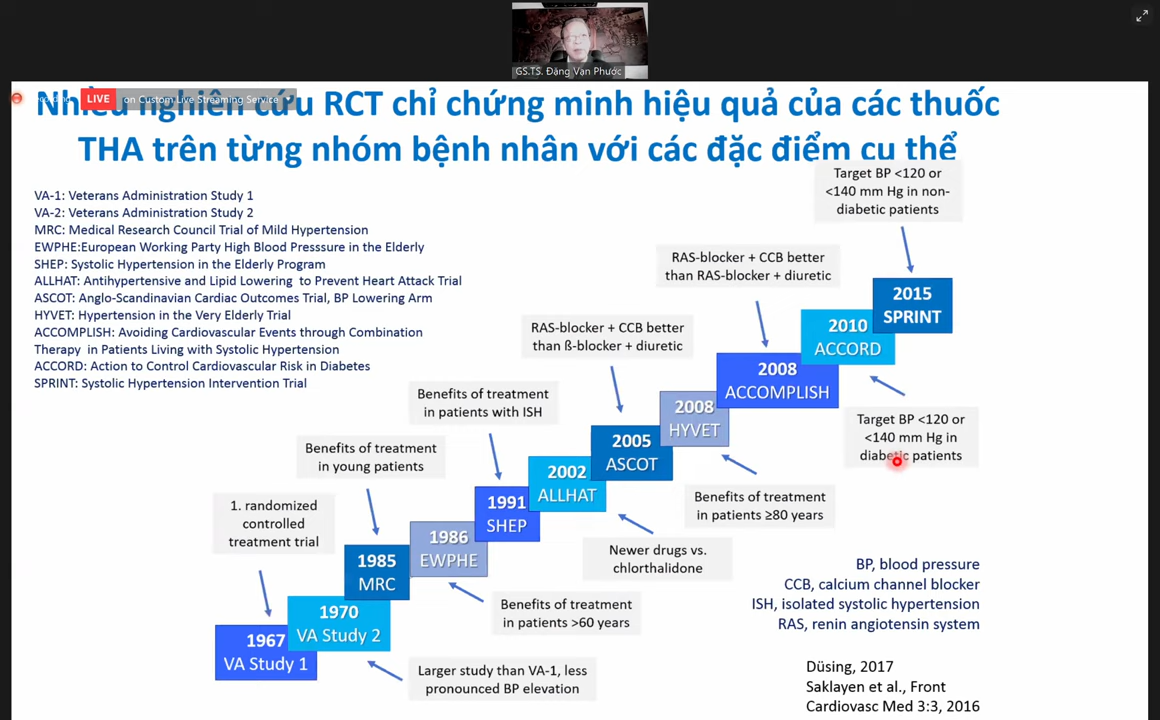 GS.TS. Đặng Vạn Phước
LIVE on Custom Live Streaming Service
Nhiều nghiên cứu RCT chỉ chứng minh hiệu quả của các thuốc
THA trên từng nhóm bệnh nhân với các đặc điểm cụ thể
VA-1: Veterans Administration Study 1
VA-2: Veterans Administration Study 2
MRC: Medical Research Council Trial of Mild Hypertension
EWPHE:European Working Party High Blood Presssure in the Elderly
SHEP: Systolic Hypertension in the Elderly Program
ALLHAT: Antihypertensive and Lipid Lowering to Prevent Heart Attack Trial
ASCOT: Anglo-Scandinavian Cardiac Outcomes Trial, BP Lowering Arm
HYVET: Hypertension in the Very Elderly Trial
ACCOMPLISH: Avoiding Cardiovascular Events through Combination
Therapy in Patients Living with Systolic Hypertension
ACCORD: Action to Control Cardiovascular Risk in Diabetes
SPRINT: Systolic Hypertension Intervention Trial
1. randomized
controlled
treatment trial
1967
VA Study 1
1970
VA Study 2
Larger study than VA-1, less
pronounced BP elevation
Benefits of treatment
in young patients
1985
MRC
1986
EWPHE
Benefits of treatment
in patients >60 years
Benefits of treatment
in patients with ISH
1991
SHEP
2002
ALLHAT
Newer drugs vs.
chlorthalidone
RAS-blocker + CCB better
than ß-blocker + diuretic
2005
ASCOT
2008
HYVET
Benefits of treatment
in patients ≥80 years
RAS-blocker + CCB better
than RAS-blocker + diuretic
2008
ACCOMPLISH
2010
ACCORD
Target BP <120 or
<140 mm Hg in
diabetic patients
Target BP <120 or
<140 mm Hg in non-
diabetic patients
2015
SPRINT
BP, blood pressure
CCB, calcium channel blocker
ISH, isolated systolic hypertension
RAS, renin angiotensin system
Düsing, 2017
Saklayen et al., Front
Cardiovasc Med 3:3, 2016